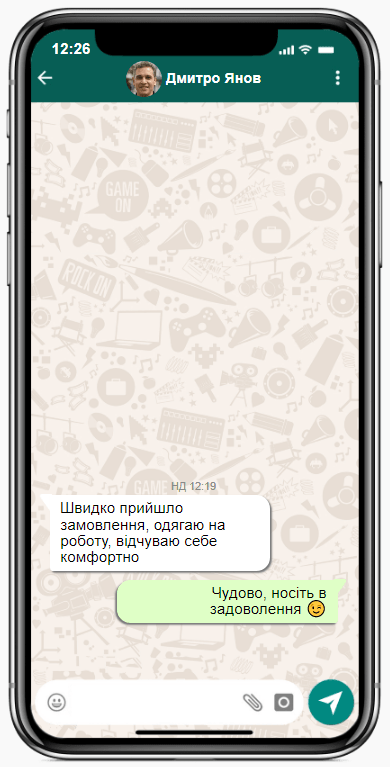 12:26
Дмитро Янов
GAME
ON
ROCK ON
GAME
НД 12:19
Швидко прийшло
замовлення, одягаю на
роботу, відчуваю себе
комфортно
Чудово, носіть в
задоволення 😉